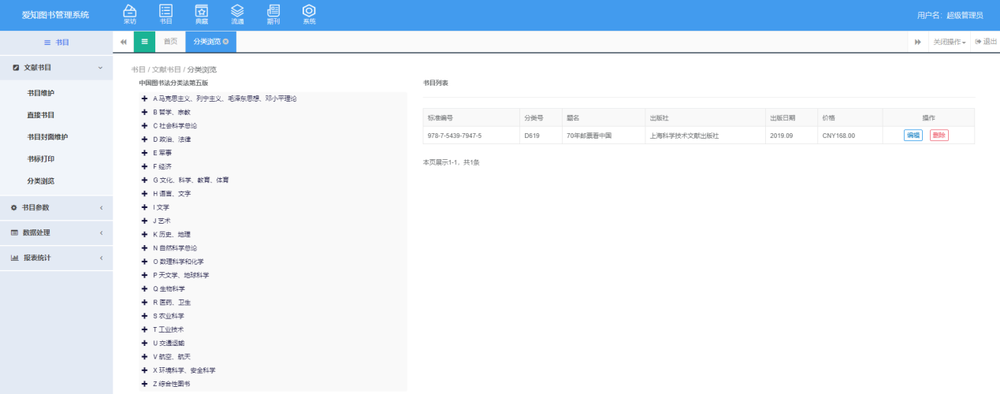 爱知图书管理系统
采访
书目
典藏
流通
期刊
系统
用户名：超级管理员
书目
首页
分类浏览
关闭操作
退出
文献书目
书目维护
直接书目
书目封面维护
书标打印
分类浏览
书目参数
数据处理
报表统计
书目 / 文献书目 / 分类浏览
中国图书法分类法第五版
A 马克思主义、列宁主义、毛泽东思想、邓小平理论
B 哲学、宗教
C 社会科学总论
D 政治、法律
E 军事
F 经济
G 文化、科学、教育、体育
H 语言、文字
I 文学
J 艺术
K 历史、地理
N 自然科学总论
O 数理科学和化学
P 天文学、地球科学
Q 生物科学
R 医药、卫生
S 农业科学
T 工业技术
U 交通运输
V 航空、航天
X 环境科学、安全科学
Z 综合性图书
书目列表
标准编号 分类号 题名 出版社 出版日期 价格 操作
978-7-5439-7947-5 D619 70年邮票看中国 上海科学技术文献出版社 2019.09 CNY168.00 编辑 删除
本页展示1-1，共1条